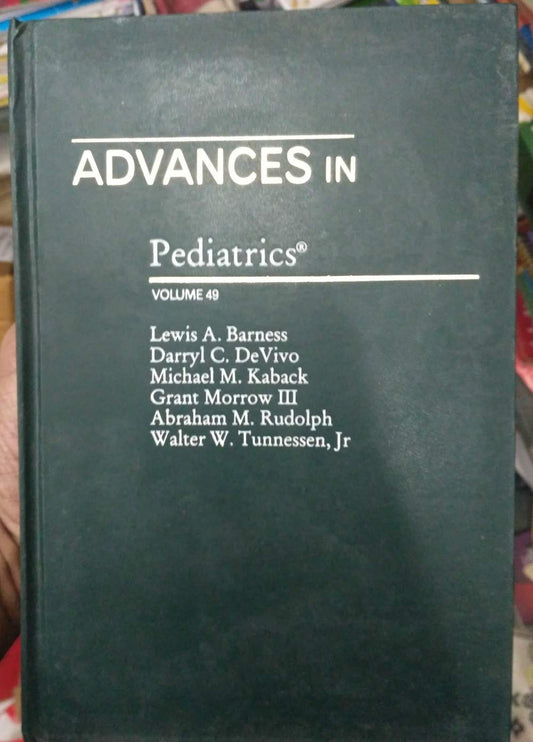 ADVANCES IN
Pediatrics®
VOLUME 49
Lewis A. Barness
Darryl C. DeVivo
Michael M. Kaback
Grant Morrow III
Abraham M. Rudolph
Walter W. Tunnessen, Jr